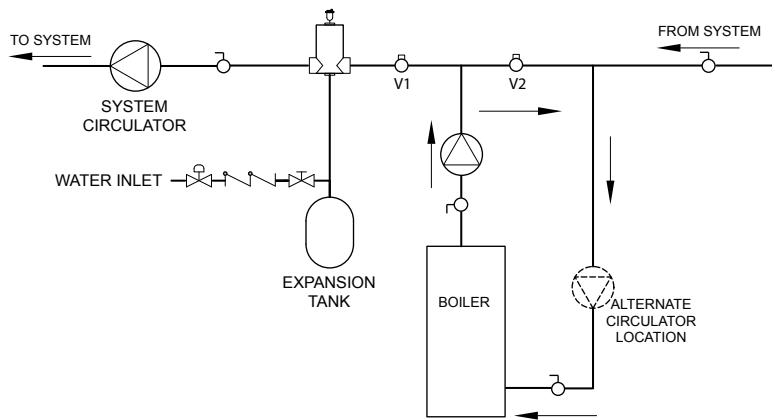 TO SYSTEM
FROM SYSTEM
V1
V2
SYSTEM
CIRCULATOR
WATER INLET
EXPANSION
TANK
BOILER
ALTERNATE
CIRCULATOR
LOCATION